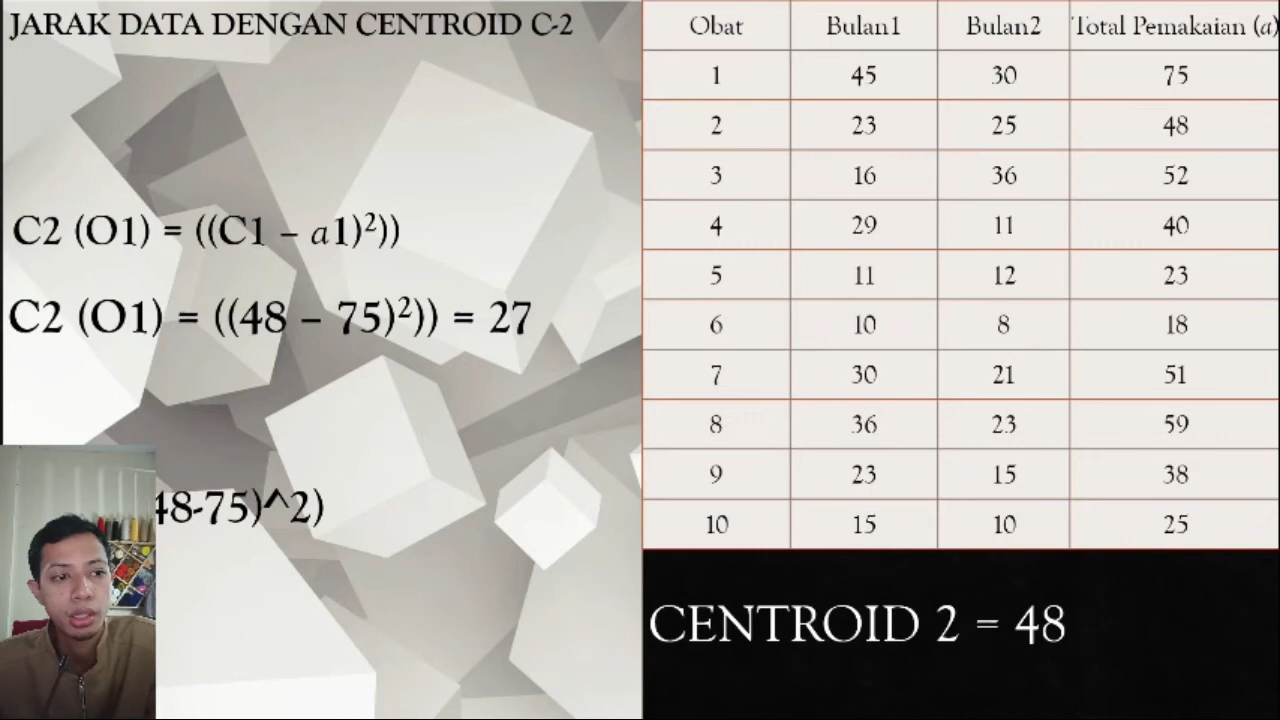 JARAK DATA DENGAN CENTROID C-2
C2 (O1) = ((C1 – a1)²))
C2 (O1) = ((48 – 75)²)) = 27
48-75)^2)
Obat Bulan1 Bulan2 Total Pemakaian (a)
1 45 30 75
2 23 25 48
3 16 36 52
4 29 11 40
5 11 12 23
6 10 8 18
7 30 21 51
8 36 23 59
9 23 15 38
10 15 10 25
CENTROID 2 = 48